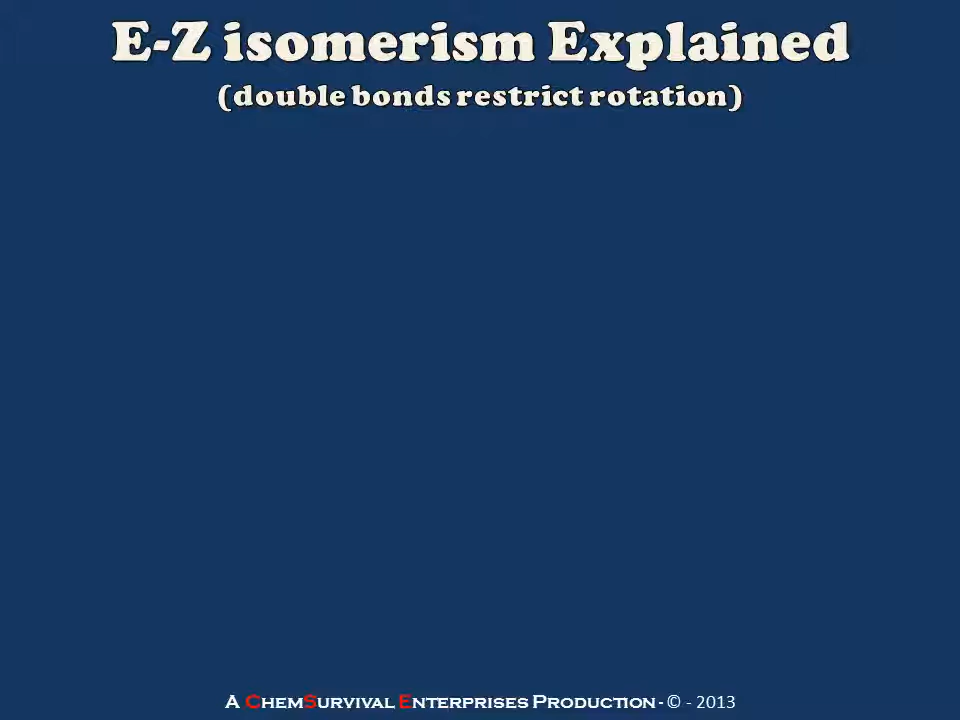 E-Z isomerism Explained
(double bonds restrict rotation)
A ChemSurvival Enterprises Production - © - 2013